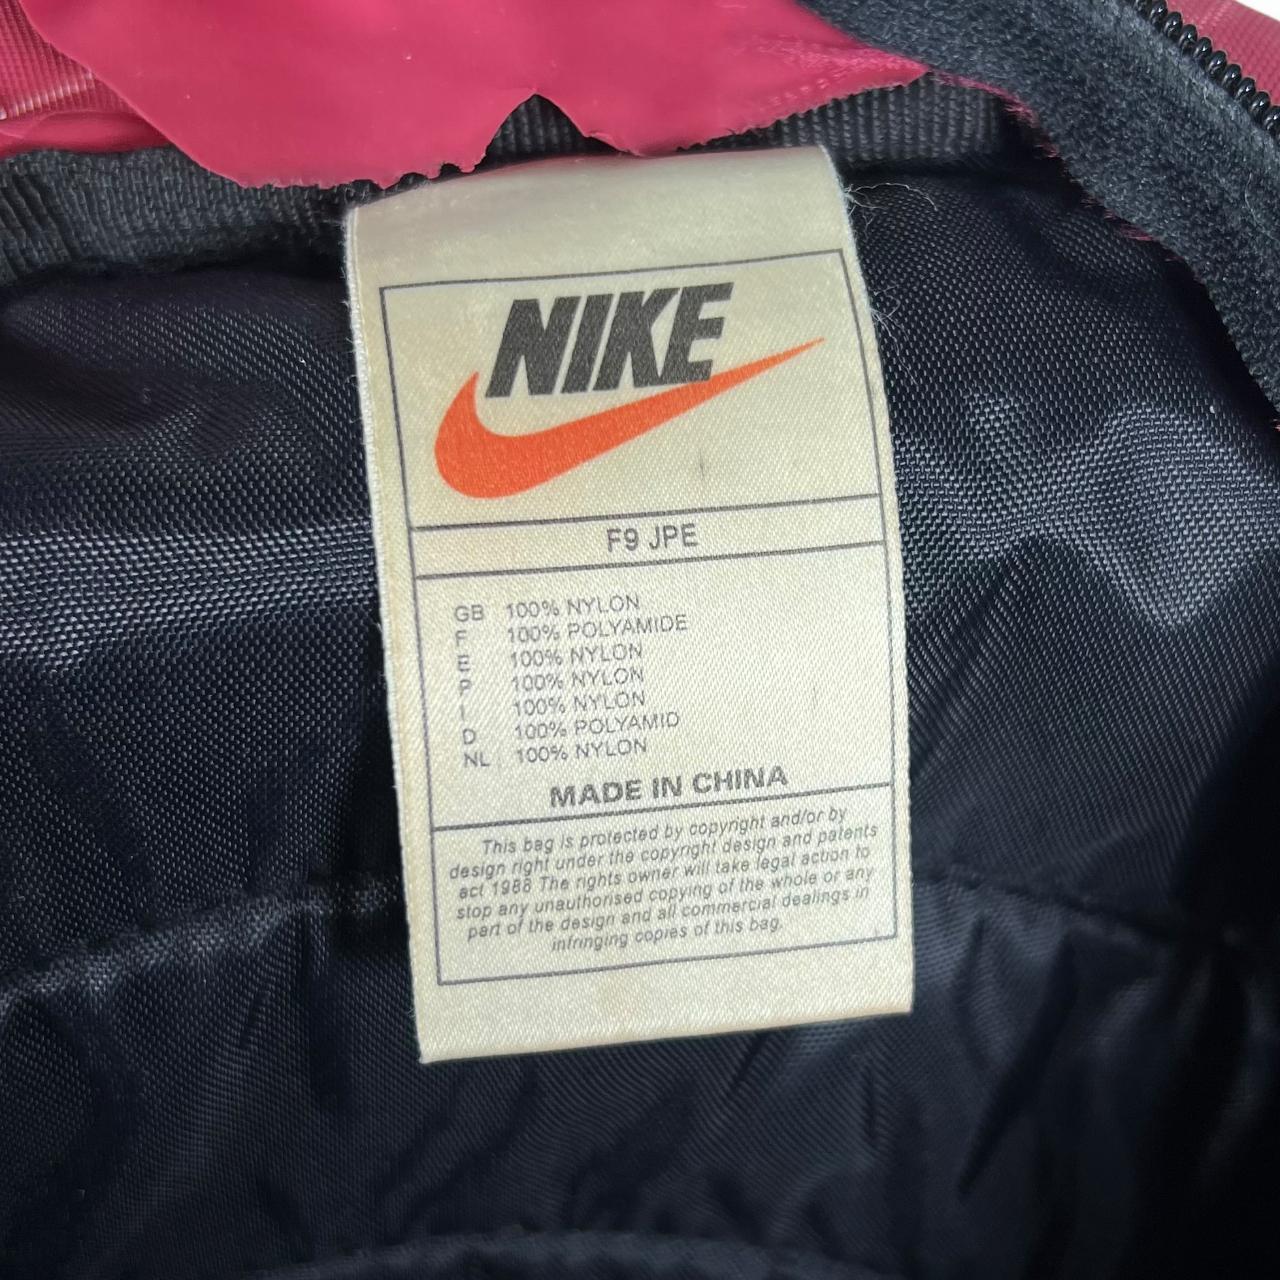 NIKE
F9 JPE
GB 100% NYLON
F 100% POLYAMIDE
E 100% NYLON
P 100% NYLON
I 100% NYLON
D 100% POLYAMID
NL 100% NYLON
MADE IN CHINA
This bag is protected by copyright and/or by
design right under the copyright design and patents
act 1988 The rights owner will take legal action to
stop any unauthorised copying of the whole or any
part of the design and all commercial dealings in
infringing copies of this bag.